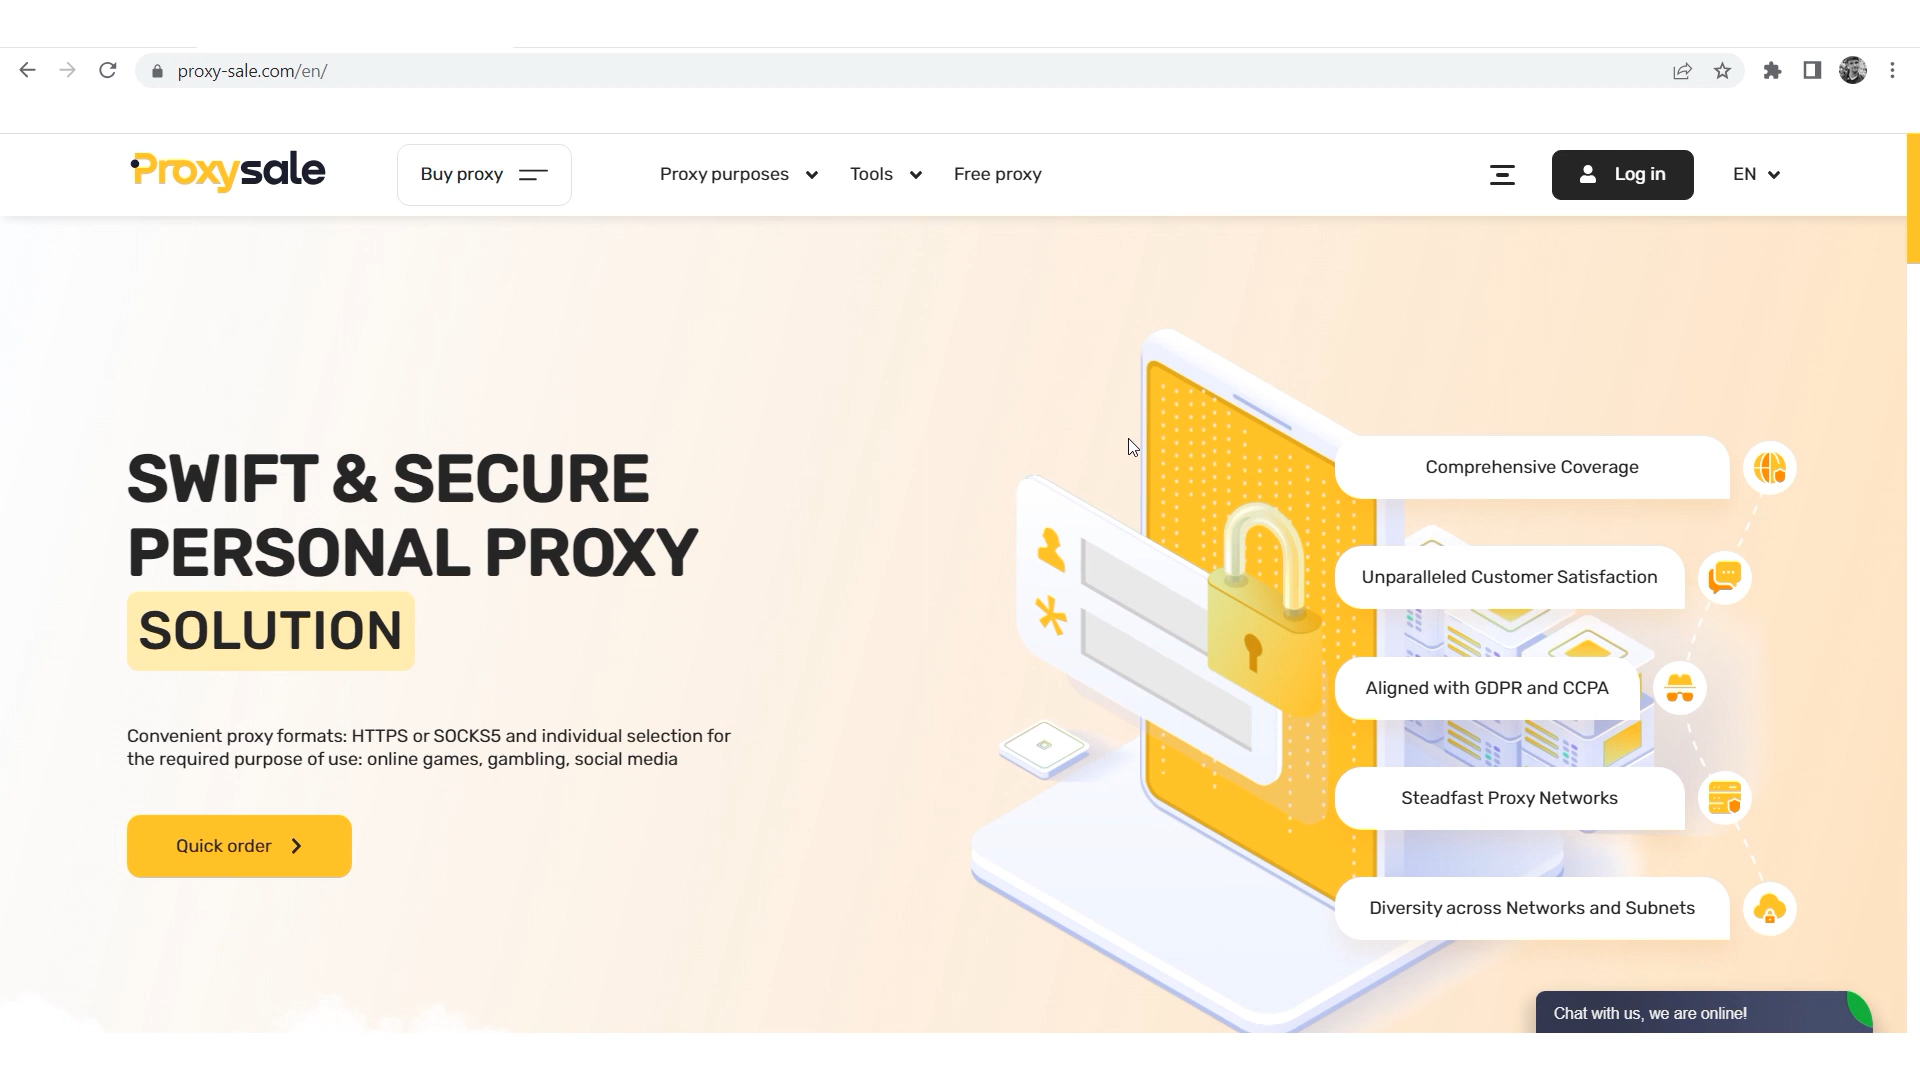 proxy-sale.com/en/
Proxysale
Buy proxy
Proxy purposes
Tools
Free proxy
Log in
EN
SWIFT & SECURE
PERSONAL PROXY
SOLUTION
Convenient proxy formats: HTTPS or SOCKS5 and individual selection for
the required purpose of use: online games, gambling, social media
Quick order
Comprehensive Coverage
Unparalleled Customer Satisfaction
Aligned with GDPR and CCPA
Steadfast Proxy Networks
Diversity across Networks and Subnets
Chat with us, we are online!